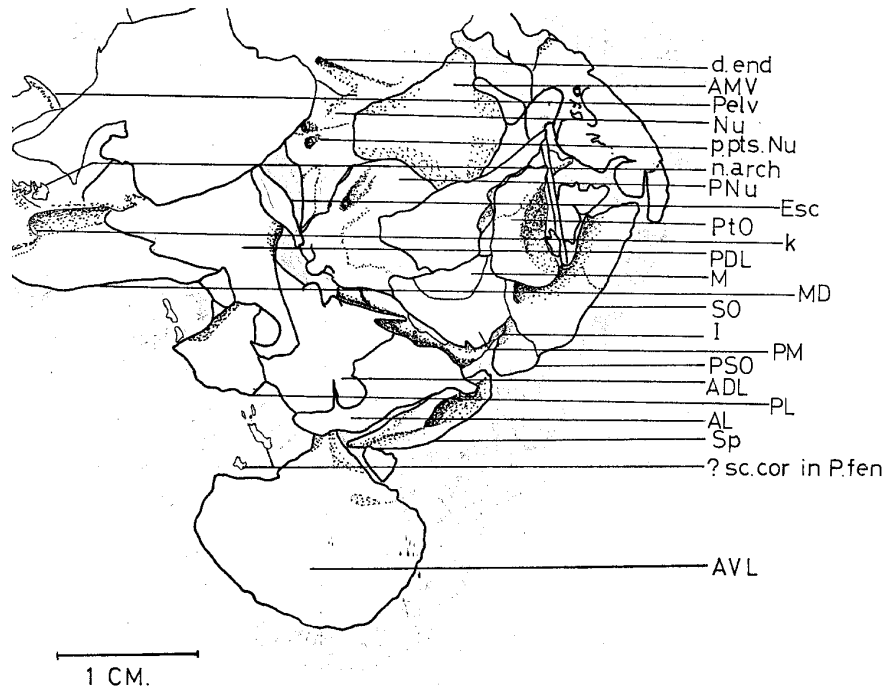 d.end
AMV
Pelv
Nu
p.pts.Nu
n.arch
PNu
Esc
PtO
k
PDL
M
MD
SO
I
PM
PSO
ADL
PL
AL
Sp
? sc.cor in P.fen
AVL
1 CM.